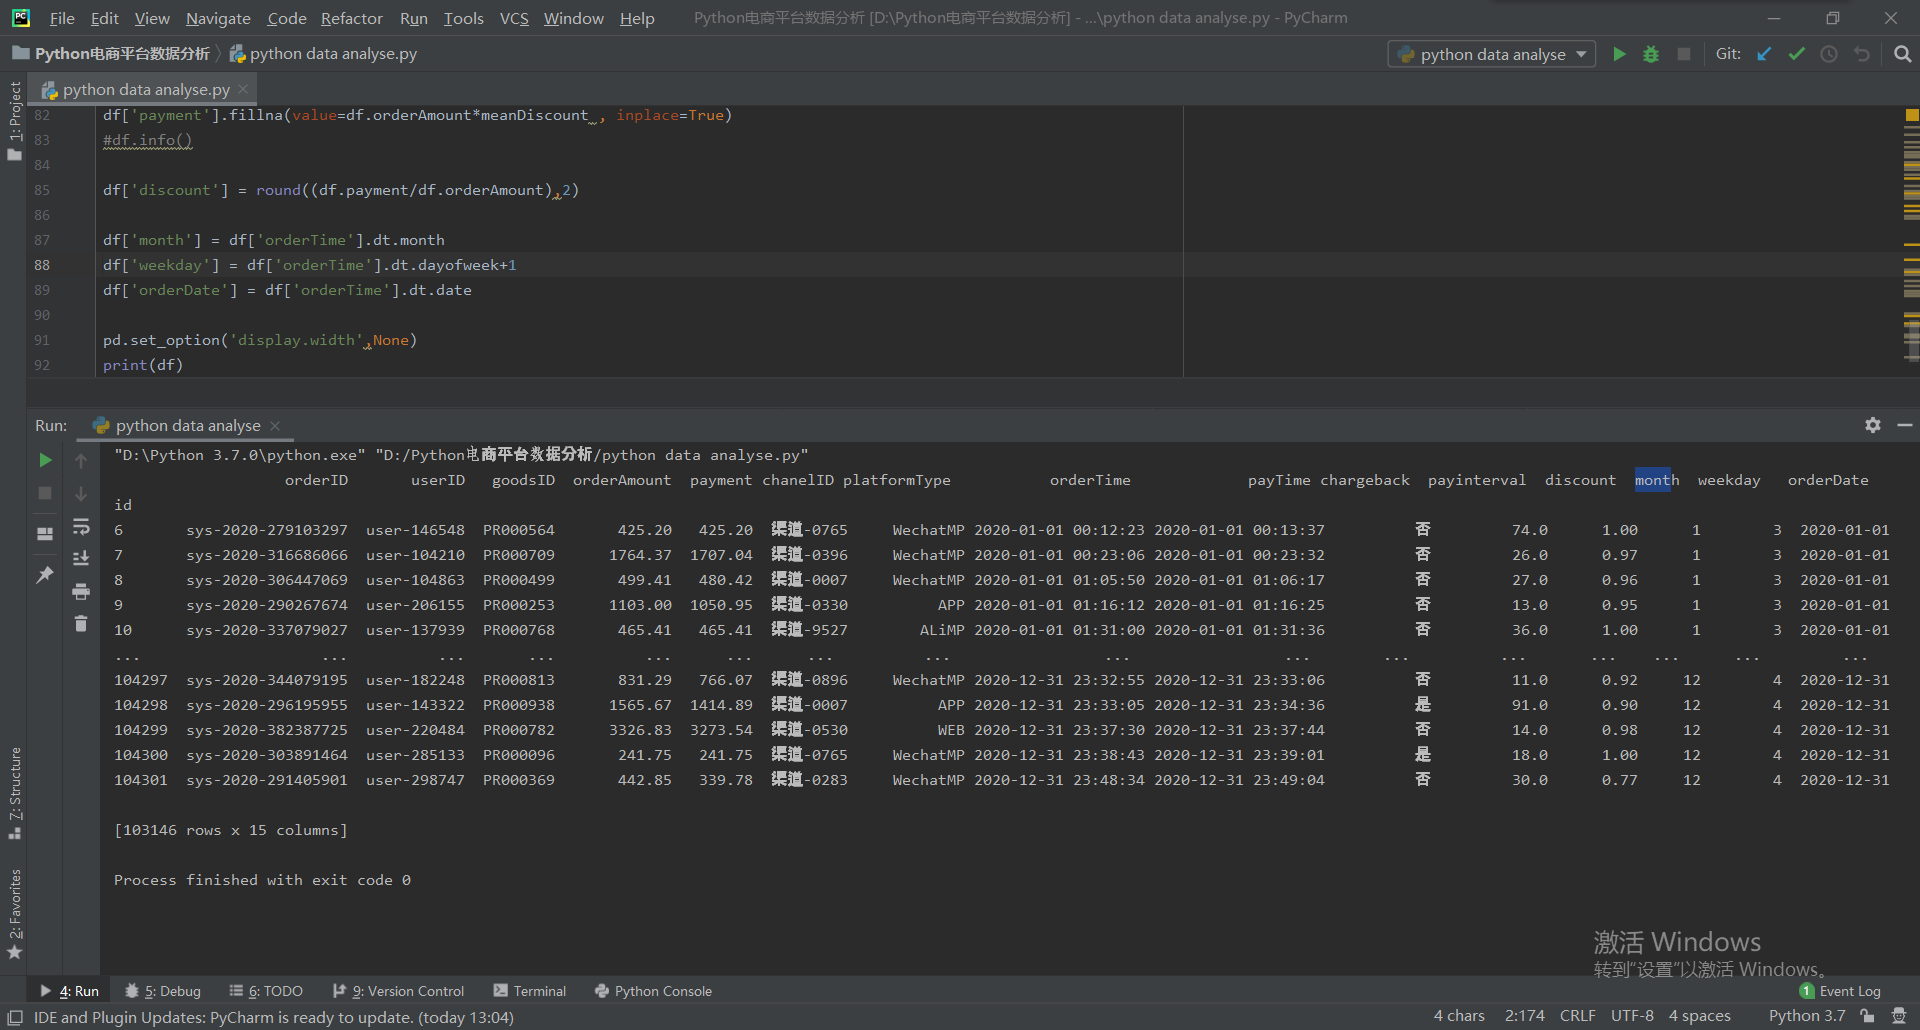 File Edit View Navigate Code Refactor Run Tools VCS Window Help Python电商平台数据分析 [D:\Python电商平台数据分析] - ...\python data analyse.py - PyCharm
Python电商平台数据分析 python data analyse.py python data analyse Git:
1: Project
python data analyse.py
82 df['payment'].fillna(value=df.orderAmount*meanDiscount , inplace=True)
83 #df.info()
84
85 df['discount'] = round((df.payment/df.orderAmount),2)
86
87 df['month'] = df['orderTime'].dt.month
88 df['weekday'] = df['orderTime'].dt.dayofweek+1
89 df['orderDate'] = df['orderTime'].dt.date
90
91 pd.set_option('display.width',None)
92 print(df)
Run: python data analyse
"D:\Python 3.7.0\python.exe" "D:/Python电商平台数据分析/python data analyse.py"
orderID userID goodsID orderAmount payment chanelID platformType orderTime payTime chargeback payinterval discount month weekday orderDate
id
6 sys-2020-279103297 user-146548 PR000564 425.20 425.20 渠道-0765 WechatMP 2020-01-01 00:12:23 2020-01-01 00:13:37 否 74.0 1.00 1 3 2020-01-01
7 sys-2020-316686066 user-104210 PR000709 1764.37 1707.04 渠道-0396 WechatMP 2020-01-01 00:23:06 2020-01-01 00:23:32 否 26.0 0.97 1 3 2020-01-01
8 sys-2020-306447069 user-104863 PR000499 499.41 480.42 渠道-0007 WechatMP 2020-01-01 01:05:50 2020-01-01 01:06:17 否 27.0 0.96 1 3 2020-01-01
9 sys-2020-290267674 user-206155 PR000253 1103.00 1050.95 渠道-0330 APP 2020-01-01 01:16:12 2020-01-01 01:16:25 否 13.0 0.95 1 3 2020-01-01
10 sys-2020-337079027 user-137939 PR000768 465.41 465.41 渠道-9527 ALiMP 2020-01-01 01:31:00 2020-01-01 01:31:36 否 36.0 1.00 1 3 2020-01-01
... ... ... ... ... ... ... ... ... ... ... ... ... ... ... ...
104297 sys-2020-344079195 user-182248 PR000813 831.29 766.07 渠道-0896 WechatMP 2020-12-31 23:32:55 2020-12-31 23:33:06 否 11.0 0.92 12 4 2020-12-31
104298 sys-2020-296195955 user-143322 PR000938 1565.67 1414.89 渠道-0007 APP 2020-12-31 23:33:05 2020-12-31 23:34:36 是 91.0 0.90 12 4 2020-12-31
104299 sys-2020-382387725 user-220484 PR000782 3326.83 3273.54 渠道-0530 WEB 2020-12-31 23:37:30 2020-12-31 23:37:44 否 14.0 0.98 12 4 2020-12-31
104300 sys-2020-303891464 user-285133 PR000096 241.75 241.75 渠道-0765 WechatMP 2020-12-31 23:38:43 2020-12-31 23:39:01 是 18.0 1.00 12 4 2020-12-31
104301 sys-2020-291405901 user-298747 PR000369 442.85 339.78 渠道-0283 WechatMP 2020-12-31 23:48:34 2020-12-31 23:49:04 否 30.0 0.77 12 4 2020-12-31
[103146 rows x 15 columns]
Process finished with exit code 0
7: Structure
2: Favorites
激活 Windows
转到“设置”以激活 Windows。
4: Run 5: Debug 6: TODO 9: Version Control Terminal Python Console 1 Event Log
IDE and Plugin Updates: PyCharm is ready to update. (today 13:04) 4 chars 2:174 CRLF UTF-8 4 spaces Python 3.7